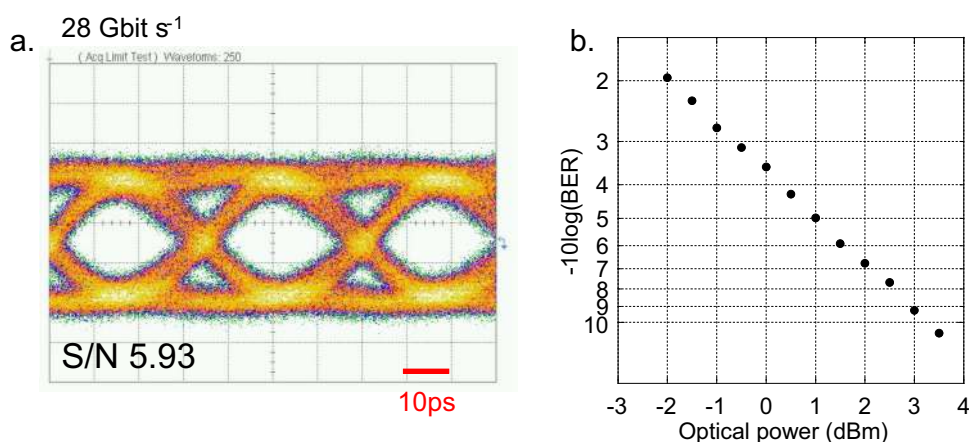 a.
28 Gbit s-1
( Acq Limit Test ) Waveforms: 250
S/N 5.93
10ps
b.
-10log(BER)
2
3
4
5
6
7
8
9
10
-3 -2 -1 0 1 2 3 4
Optical power (dBm)